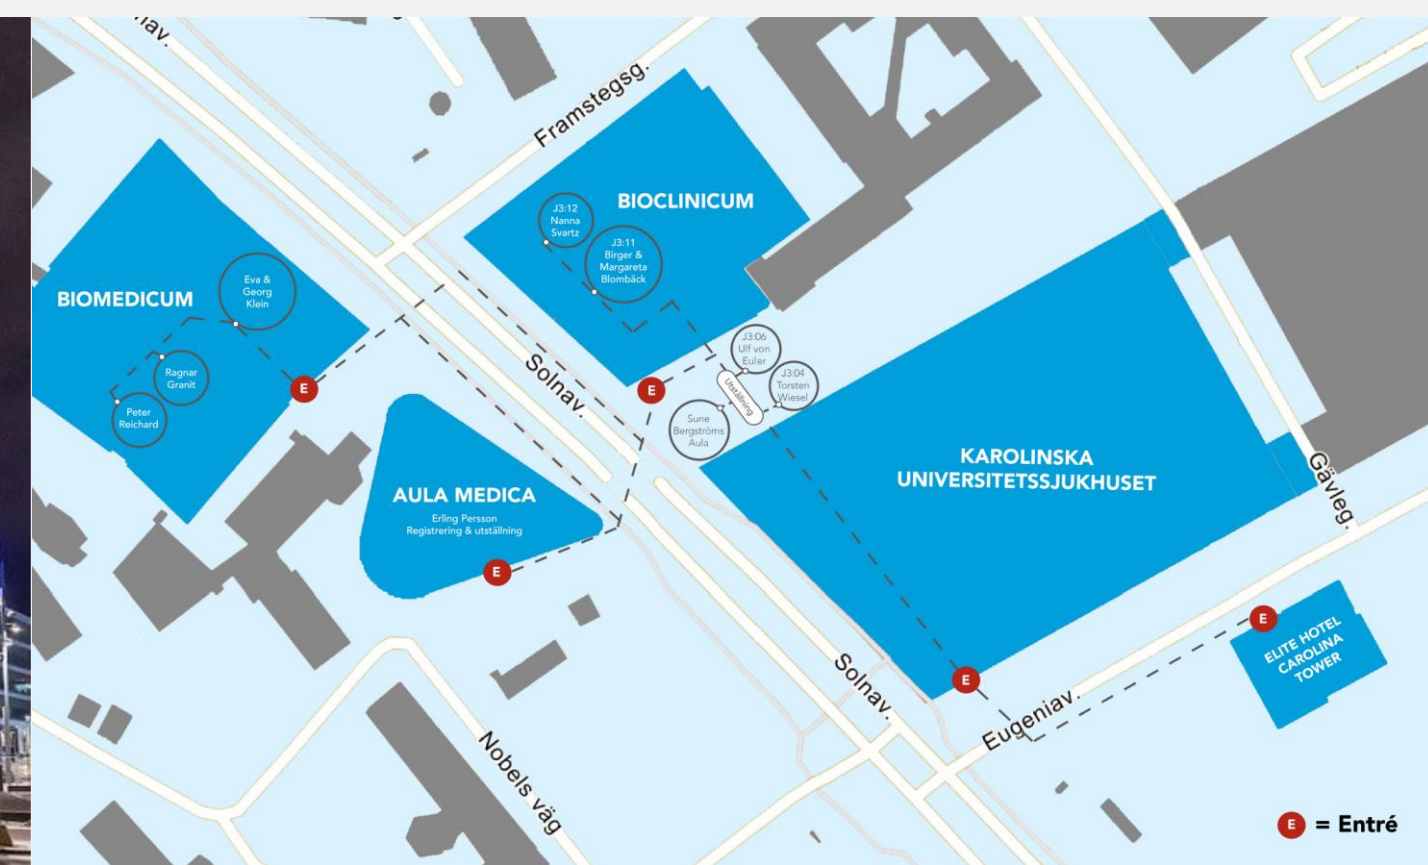 nav.
Framstegsg.
BIOCLINICUM
J3:12
Nanna
Svartz
J3:11
Birger &
Margareta
Blombäck
BIOMEDICUM
Eva &
Georg
Klein
Ragnar
Granit
Peter
Reichard
E
Solnav.
E
J3:06
Ulf von
Euler
J3:04
Torsten
Wiesel
Utställning
Sune
Bergströms
Aula
KAROLINSKA
UNIVERSITETSSJUKHUSET
Gävleg.
AULA MEDICA
Erling Persson
Registrering & utställning
E
E
ELITE HOTEL
CAROLINA
TOWER
E
Solnav.
Eugeniav.
Nobels väg
E = Entré